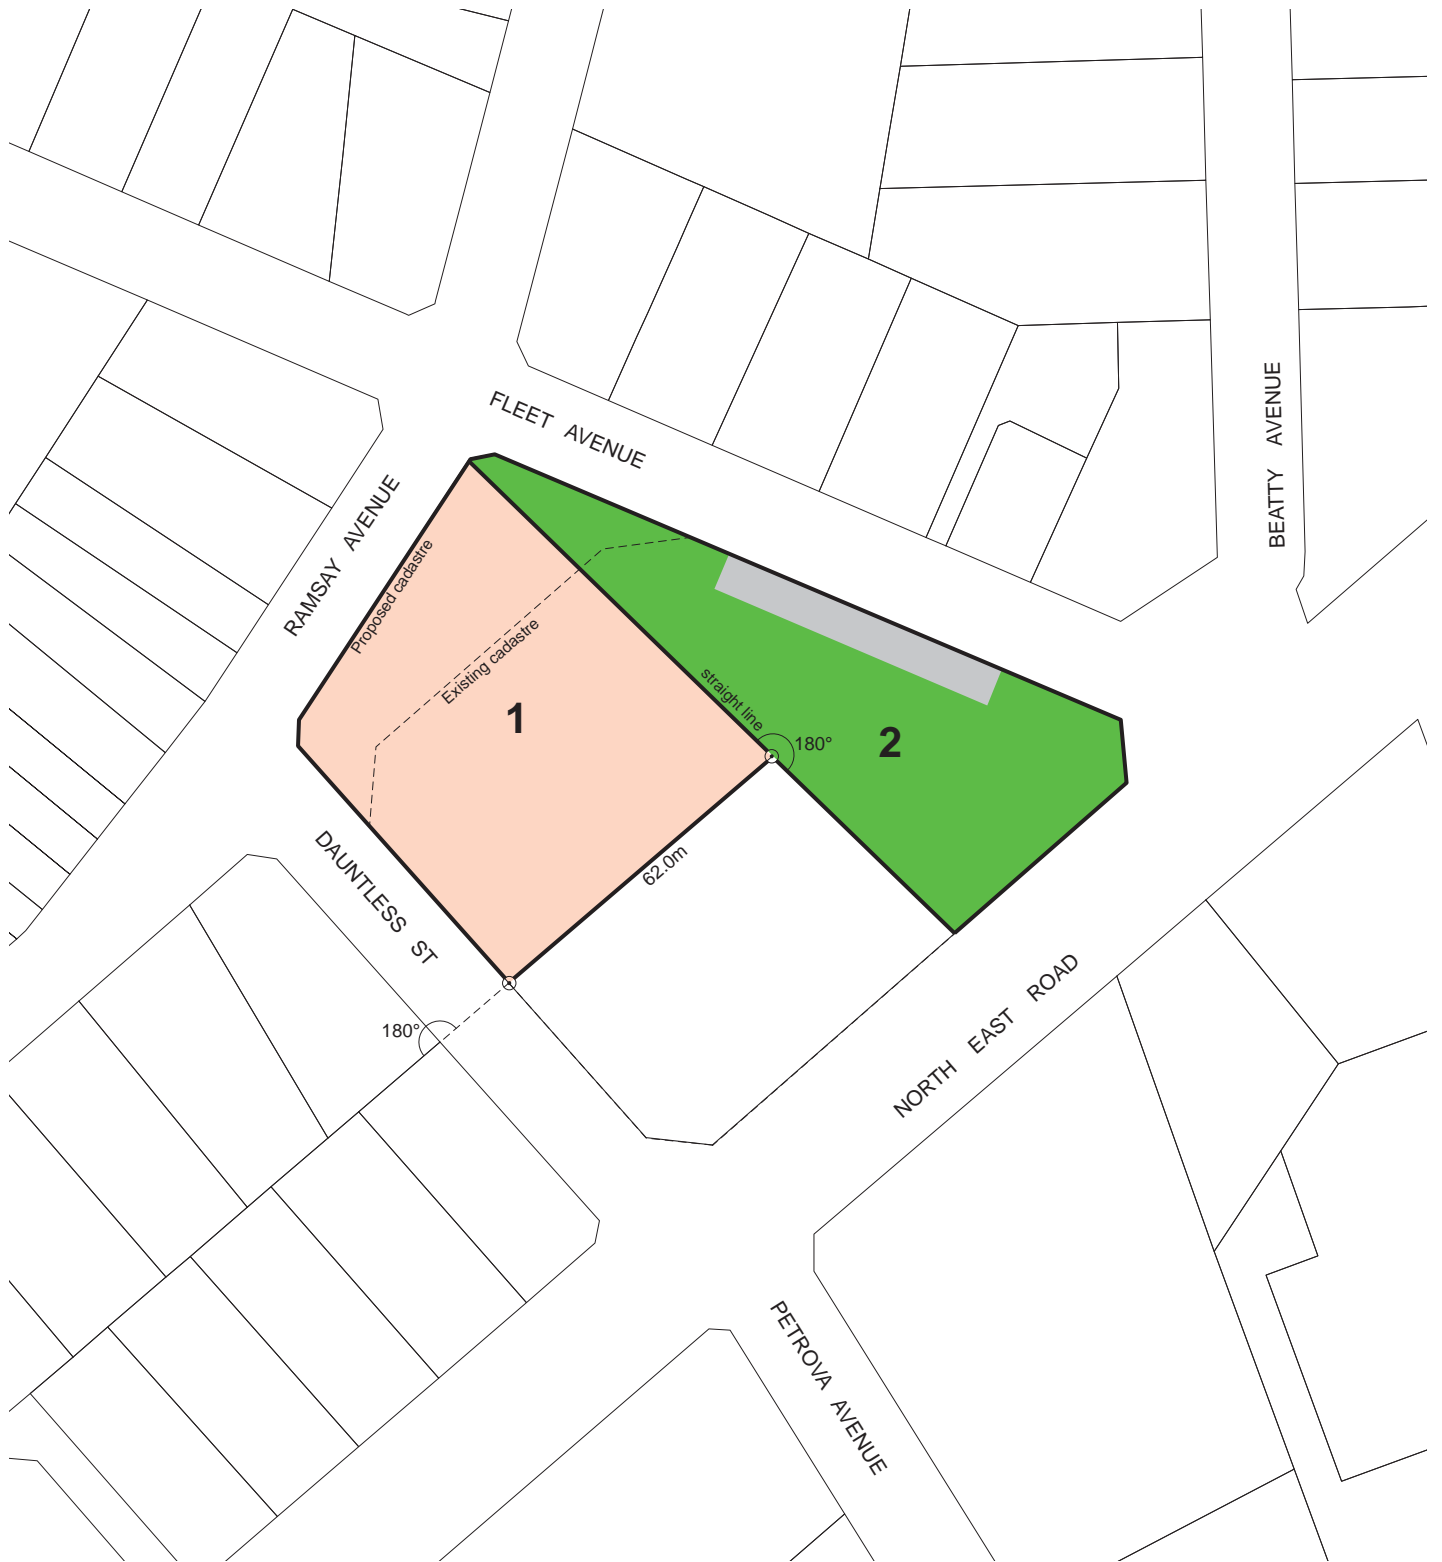 FLEET AVENUE
BEATTY AVENUE
RAMSAY AVENUE
Proposed cadastre
Existing cadastre
1
straight line
180°
2
DAUNTLESS ST
62.0m
180°
NORTH EAST ROAD
PETROVA AVENUE